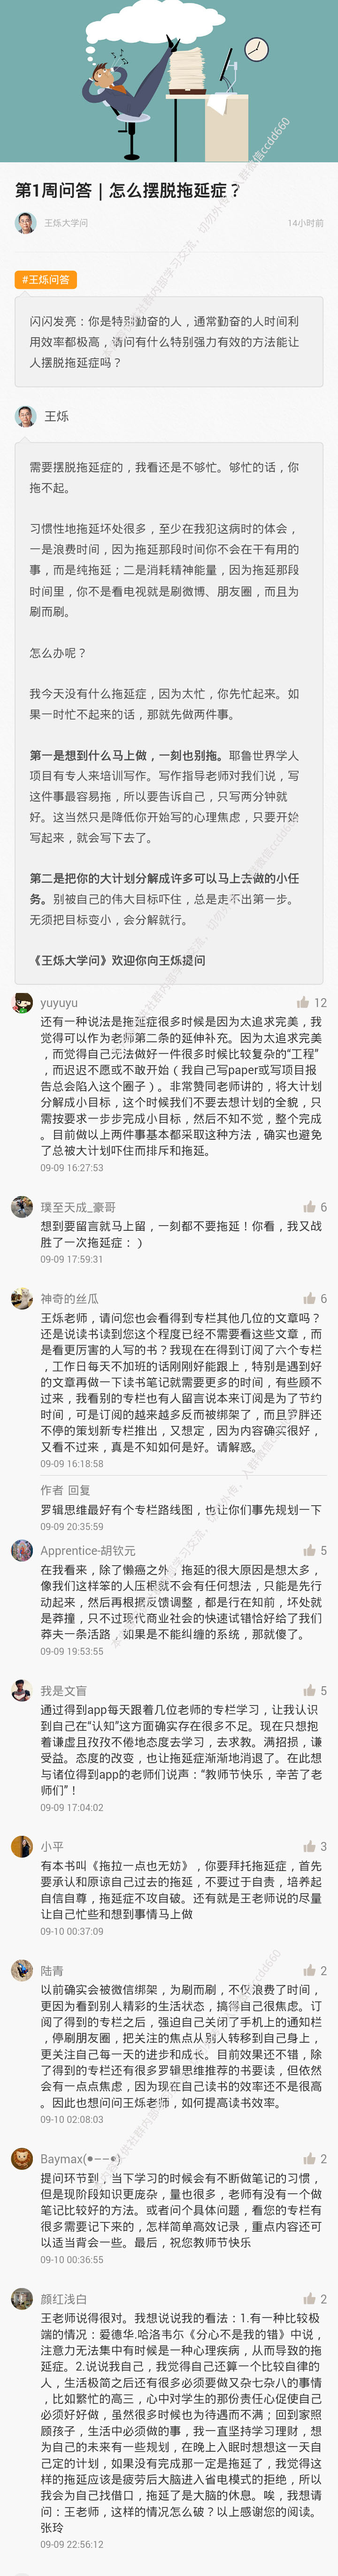 第1周问答｜怎么摆脱拖延症？
王烁大学问
14小时前
#王烁问答
闪闪发亮：你是特别勤奋的人，通常勤奋的人时间利
用效率都极高，请问有什么特别强力有效的方法能让
人摆脱拖延症吗？
王烁
需要摆脱拖延症的，我看还是不够忙。够忙的话，你
拖不起。
习惯性地拖延坏处很多，至少在我犯这病时的体会，
一是浪费时间，因为拖延那段时间你不会在干有用的
事，而是纯拖延；二是消耗精神能量，因为拖延那段
时间里，你不是看电视就是刷微博、朋友圈，而且为
刷而刷。
怎么办呢？
我今天没有什么拖延症，因为太忙，你先忙起来。如
果一时忙不起来的话，那就先做两件事。
第一是想到什么马上做，一刻也别拖。耶鲁世界学人
项目有专人来培训写作。写作指导老师对我们说，写
这件事最容易拖，所以要告诉自己，只写两分钟就
好。这当然只是降低你开始写的心理焦虑，只要开始
写起来，就会写下去了。
第二是把你的大计划分解成许多可以马上去做的小任
务。别被自己的伟大目标吓住，总是走不出第一步。
无须把目标变小，会分解就行。
《王烁大学问》欢迎你向王烁提问
yuyuyu
12
还有一种说法是拖延症很多时候是因为太追求完美，我
觉得可以作为老师第二条的延伸补充。因为太追求完美
，而觉得自己没法做好一件很多时候比较复杂的“工程”
，而迟迟不愿或不敢开始（我自己写paper或写项目报
告总会陷入这个圈子）。非常赞同老师讲的，将大计划
分解成小目标，这个时候我们不要去想计划的全貌，只
需按要求一步步完成小目标，然后不知不觉，整个完成
。目前做以上两件事基本都采取这种方法，确实也避免
了总被大计划吓住而排斥和拖延。
09-09 16:27:53
璞至天成_豪哥
6
想到要留言就马上留，一刻都不要拖延！你看，我又战
胜了一次拖延症：）
09-09 17:59:31
神奇的丝瓜
6
王烁老师，请问您也会看得到专栏其他几位的文章吗？
还是说读书读到您这个程度已经不需要看这些文章，而
是看更厉害的人写的书？我现在在得到订阅了六个专栏
，工作日每天不加班的话刚刚好能跟上，特别是遇到好
的文章再做一下读书笔记就需要更多的时间，有些顾不
过来，我看别的专栏也有人留言说本来订阅是为了节约
时间，可是订阅的越来越多反而被绑架了，而且罗胖还
不停的策划新专栏推出，又想定，因为内容确实很好，
又看不过来，真是不知如何是好。请解惑。
09-09 16:18:58
作者 回复
罗辑思维最好有个专栏路线图，也让你们事先规划一下
09-09 20:35:59
Apprentice-胡钦元
5
在我看来，除了懒癌之外，拖延的很大原因是想太多，
像我们这样笨的人压根就不会有任何想法，只能是先行
动起来，然后再根据反馈调整，都是行在知前，坏处就
是莽撞，只不过现代商业社会的快速试错恰好给了我们
莽夫一条活路，如果是不能纠缠的系统，那就傻了。
09-09 19:53:55
我是文盲
5
通过得到app每天跟着几位老师的专栏学习，让我认识
到自己在“认知”这方面确实存在很多不足。现在只想抱
着谦虚且孜孜不倦地态度去学习，去求教。满招损，谦
受益。态度的改变，也让拖延症渐渐地消退了。在此想
与诸位得到app的老师们说声：“教师节快乐，辛苦了老
师们”！
09-09 17:04:02
小平
3
有本书叫《拖拉一点也无妨》，你要拜托拖延症，首先
要承认和原谅自己过去的拖延，不要过于自责，培养起
自信自尊，拖延症不攻自破。还有就是王老师说的尽量
让自己忙些和想到事情马上做
09-10 00:37:09
陆青
2
以前确实会被微信绑架，为刷而刷，不仅浪费了时间，
更因为看到别人精彩的生活状态，搞得自己很焦虑。订
阅了得到的专栏之后，强迫自己关闭了手机上的通知栏
，停刷朋友圈，把关注的焦点从别人转移到自己身上，
更关注自己每一天的进步和成长。目前效果还不错，除
了得到的专栏还有很多罗辑思维推荐的书要读，但依然
会有一点点焦虑，因为现在自己读书的效率还不是很高
。因此也想问问王烁老师，如何提高读书效率。
09-10 02:08:03
Baymax(●––●)
2
提问环节到，当下学习的时候会有不断做笔记的习惯，
但是现阶段知识更庞杂，量也很多，老师有没有一个做
笔记比较好的方法。或者问个具体问题，看您的专栏有
很多需要记下来的，怎样简单高效记录，重点内容还可
以适当背会一些。最后，祝您教师节快乐
09-10 00:36:55
颜红浅白
2
王老师说得很对。我想说说我的看法：1.有一种比较极
端的情况：爱德华.哈洛韦尔《分心不是我的错》中说，
注意力无法集中有时候是一种心理疾病，从而导致的拖
延症。2.说说我自己，我觉得自己还算一个比较自律的
人，生活极简之后还有很多必须要做又杂七杂八的事情
，比如繁忙的高三，心中对学生的那份责任心促使自己
必须好好做，虽然很多时候也为待遇而不满；回到家照
顾孩子，生活中必须做的事，我一直坚持学习理财，想
为自己的未来有一些规划，在晚上入眠时想想这一天自
己定的计划，如果没有完成那一定是拖延了，我觉得这
样的拖延应该是疲劳后大脑进入省电模式的拒绝，所以
我会为自己找借口，拖延了是大脑的休息。唉，我想请
问：王老师，这样的情况怎么破？以上感谢您的阅读。
张玲
09-09 22:56:12